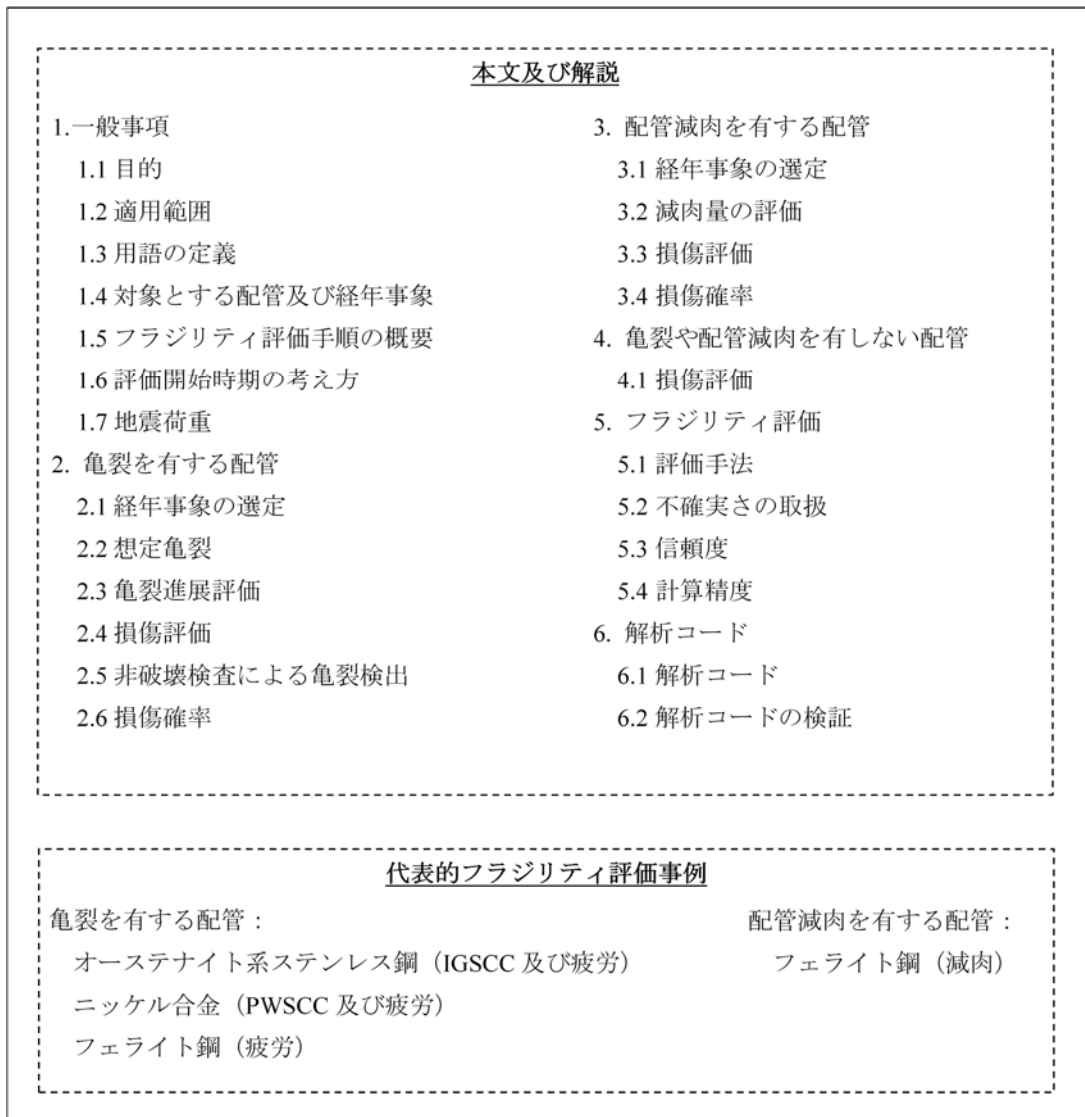 本文及び解説
1.一般事項
1.1 目的
1.2 適用範囲
1.3 用語の定義
1.4 対象とする配管及び経年事象
1.5 フラジリティ評価手順の概要
1.6 評価開始時期の考え方
1.7 地震荷重
2. 亀裂を有する配管
2.1 経年事象の選定
2.2 想定亀裂
2.3 亀裂進展評価
2.4 損傷評価
2.5 非破壊検査による亀裂検出
2.6 損傷確率
3. 配管減肉を有する配管
3.1 経年事象の選定
3.2 減肉量の評価
3.3 損傷評価
3.4 損傷確率
4. 亀裂や配管減肉を有しない配管
4.1 損傷評価
5. フラジリティ評価
5.1 評価手法
5.2 不確実さの取扱
5.3 信頼度
5.4 計算精度
6. 解析コード
6.1 解析コード
6.2 解析コードの検証
代表的フラジリティ評価事例
亀裂を有する配管：
オーステナイト系ステンレス鋼（IGSCC 及び疲労）
ニッケル合金（PWSCC 及び疲労）
フェライト鋼（疲労）
配管減肉を有する配管：
フェライト鋼（減肉）